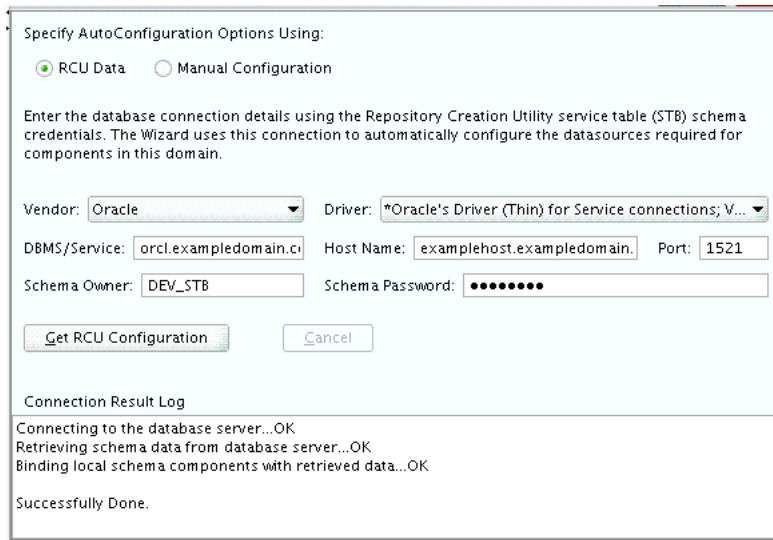 Specify AutoConfiguration Options Using:
RCU Data Manual Configuration
Enter the database connection details using the Repository Creation Utility service table (STB) schema
credentials. The Wizard uses this connection to automatically configure the datasources required for
components in this domain.
Vendor: Oracle Driver: *Oracle's Driver (Thin) for Service connections; V...
DBMS/Service: orcl.exampledomain.c Host Name: examplehost.exampledomain. Port: 1521
Schema Owner: DEV_STB Schema Password: ●●●●●●●●
Get RCU Configuration Cancel
Connection Result Log
Connecting to the database server...OK
Retrieving schema data from database server...OK
Binding local schema components with retrieved data...OK
Successfully Done.